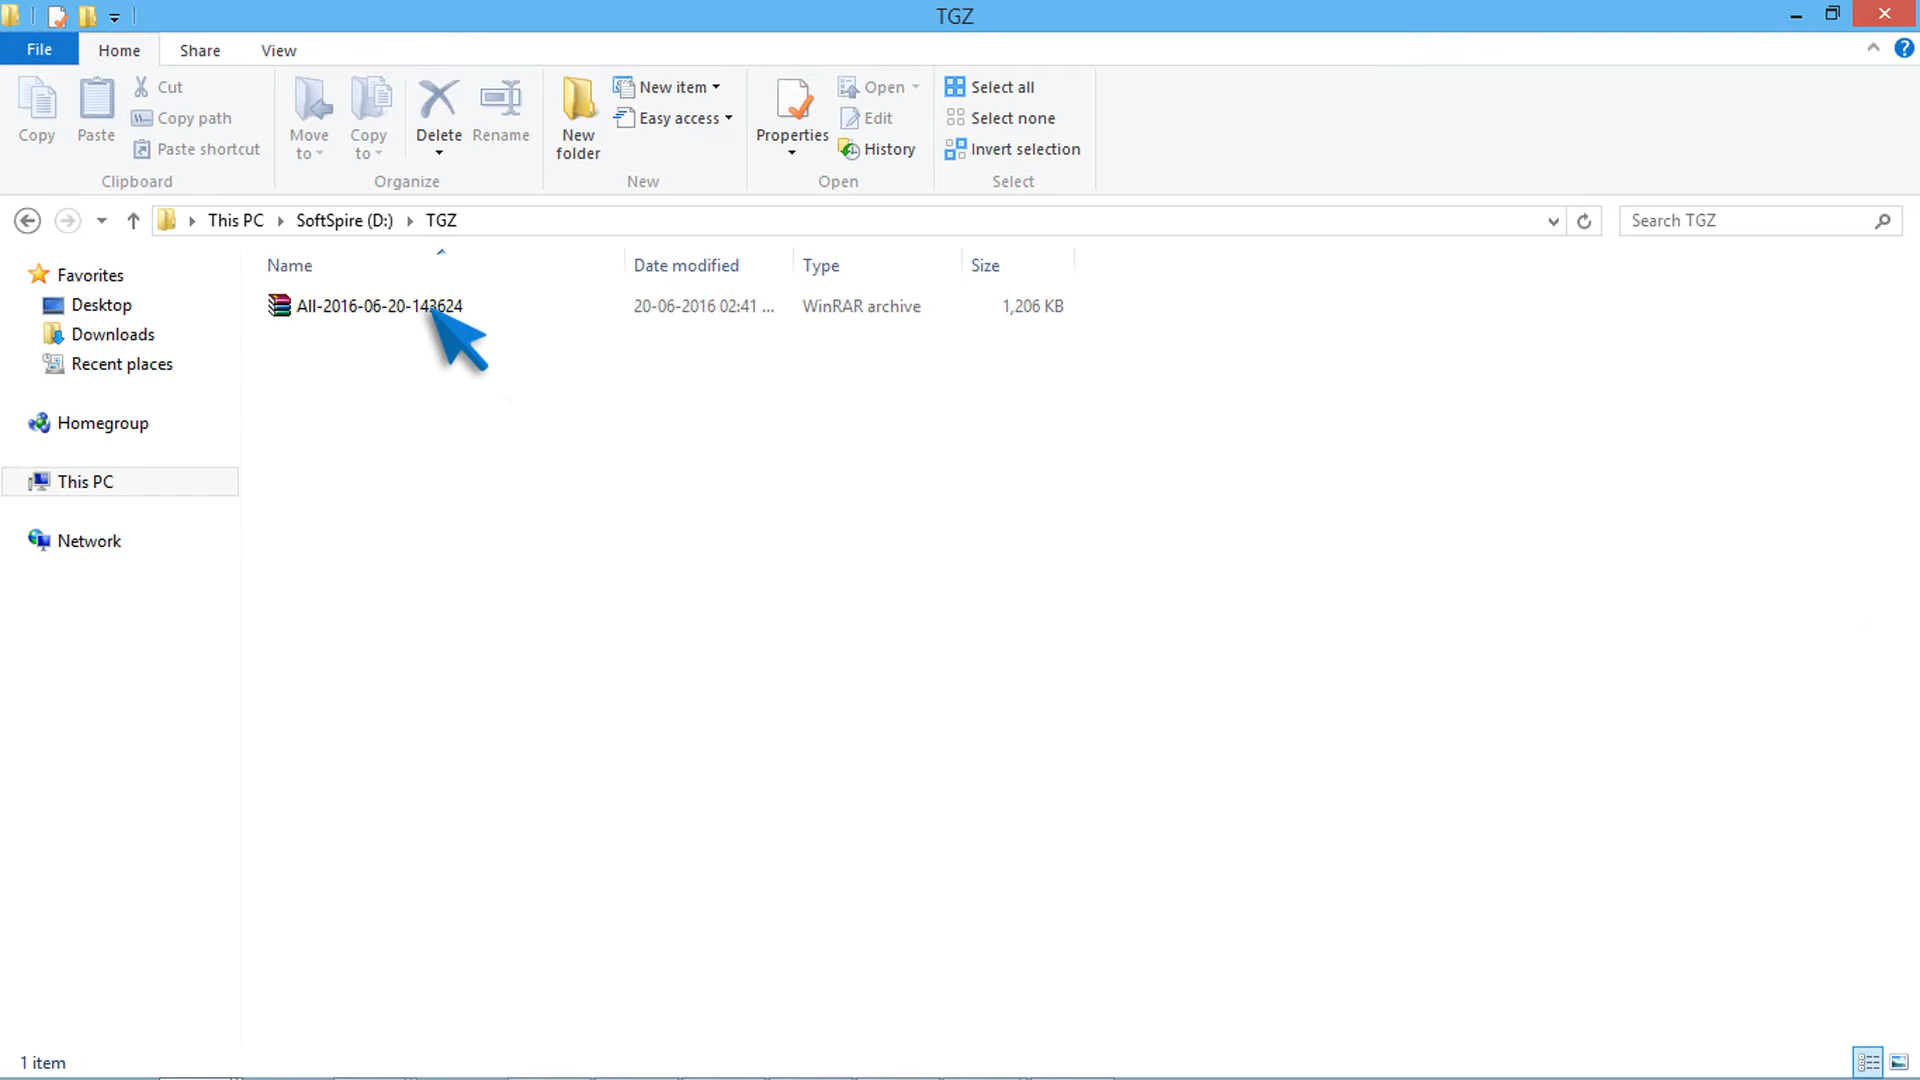 TGZ
File Home Share View
Copy
Paste
Cut
Copy path
Paste shortcut
Clipboard
Move to
Copy to
Delete
Rename
Organize
New folder
New item
Easy access
New
Properties
Open
Edit
History
Open
Select all
Select none
Invert selection
Select
This PC SoftSpire (D:) TGZ
Search TGZ
Name Date modified Type Size
All-2016-06-20-143624 20-06-2016 02:41 ... WinRAR archive 1,206 KB
Favorites
Desktop
Downloads
Recent places
Homegroup
This PC
Network
1 item